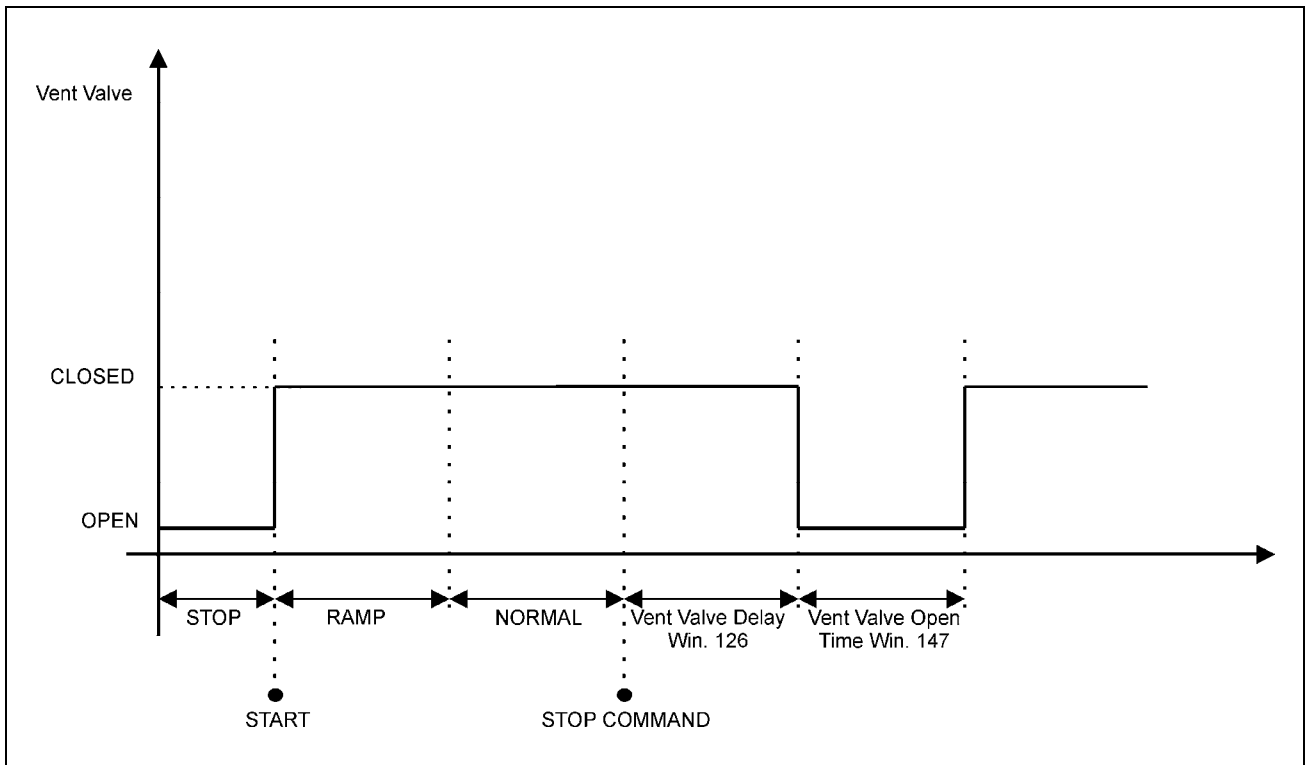 Vent Valve
CLOSED
OPEN
STOP
RAMP
NORMAL
Vent Valve Delay
Win. 126
Vent Valve Open
Time Win. 147
START
STOP COMMAND